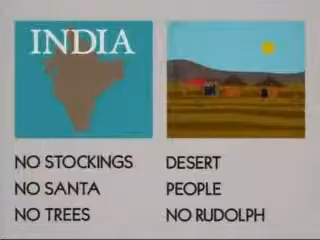 INDIA
NO STOCKINGS
NO SANTA
NO TREES
DESERT
PEOPLE
NO RUDOLPH